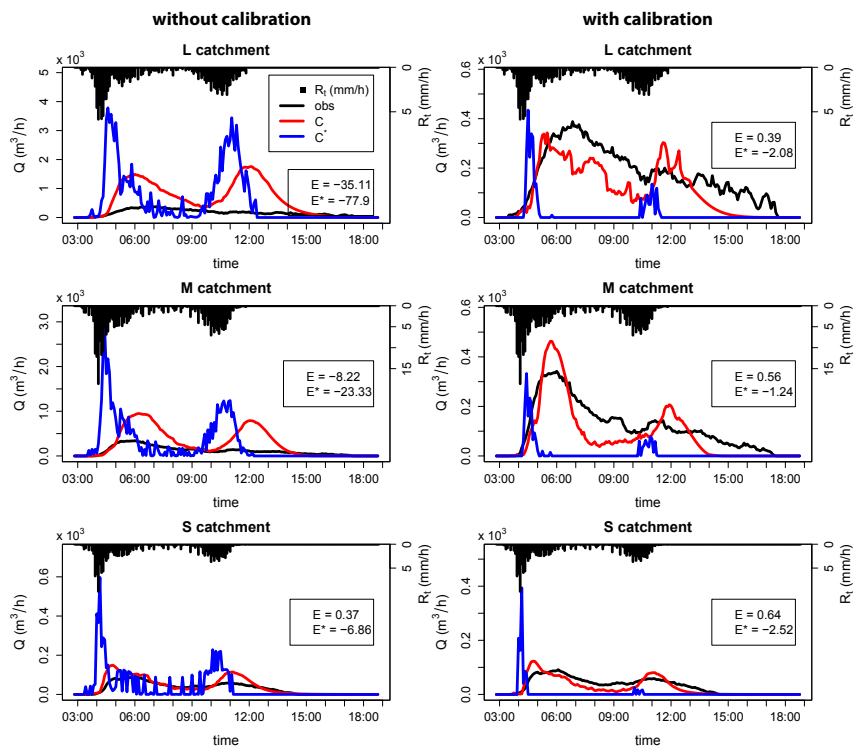 without calibration
with calibration
L catchment
x 10³
5
4
3
2
1
0
Q (m³/h)
0
5
Rₜ (mm/h)
Rₜ (mm/h)
obs
C
C*
E = −35.11
E* = −77.9
03:00 06:00 09:00 12:00 15:00 18:00
time
L catchment
x 10³
0.6
0.4
0.2
0.0
Q (m³/h)
0
5
Rₜ (mm/h)
E = 0.39
E* = −2.08
03:00 06:00 09:00 12:00 15:00 18:00
time
M catchment
x 10³
3.0
2.0
1.0
0.0
Q (m³/h)
0
5
15
Rₜ (mm/h)
E = −8.22
E* = −23.33
03:00 06:00 09:00 12:00 15:00 18:00
time
M catchment
x 10³
0.6
0.4
0.2
0.0
Q (m³/h)
0
5
15
Rₜ (mm/h)
E = 0.56
E* = −1.24
03:00 06:00 09:00 12:00 15:00 18:00
time
S catchment
x 10³
0.6
0.4
0.2
0.0
Q (m³/h)
0
5
Rₜ (mm/h)
E = 0.37
E* = −6.86
03:00 06:00 09:00 12:00 15:00 18:00
time
S catchment
x 10³
0.4
0.2
0.0
Q (m³/h)
0
5
Rₜ (mm/h)
E = 0.64
E* = −2.52
03:00 06:00 09:00 12:00 15:00 18:00
time